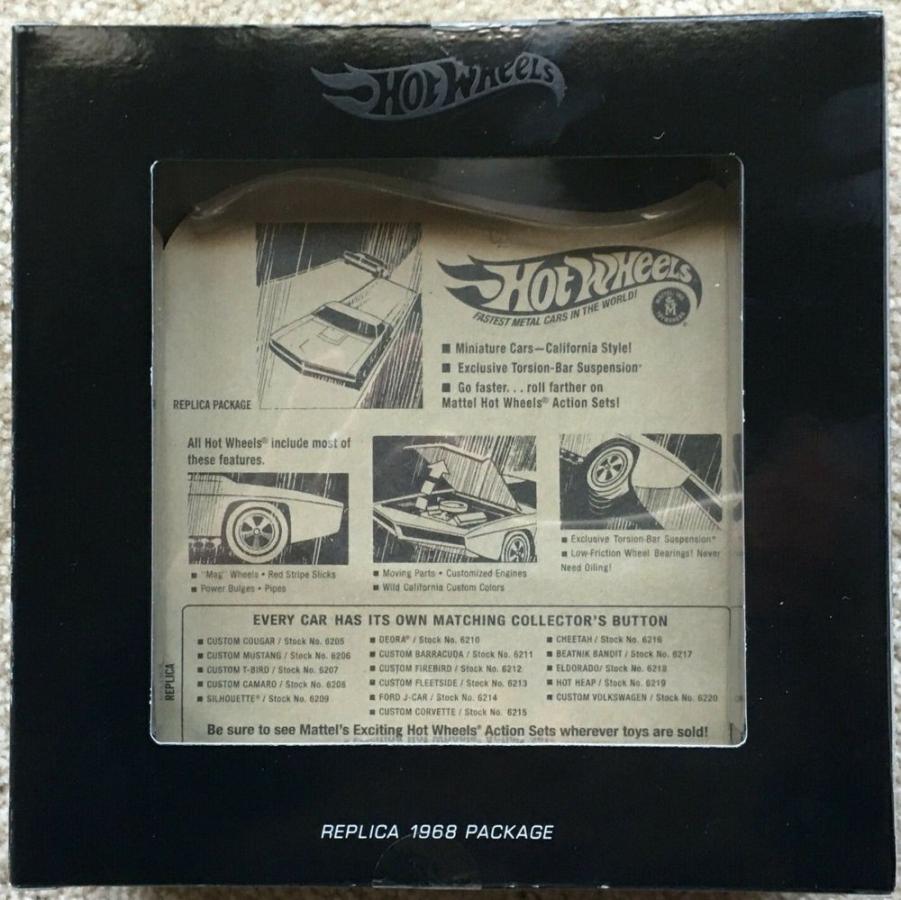 HOT WHEELS
HOT WHEELS
FASTEST METAL CARS IN THE WORLD!
■ Miniature Cars—California Style!
■ Exclusive Torsion-Bar Suspension*
■ Go faster. . . roll farther on
Mattel Hot Wheels® Action Sets!
REPLICA PACKAGE
All Hot Wheels® include most of
these features.
■ "Mag" Wheels • Red Stripe Slicks
■ Power Bulges • Pipes
■ Moving Parts • Customized Engines
■ Wild California Custom Colors
■ Exclusive Torsion-Bar Suspension*
■ Low-Friction Wheel Bearings! Never
Need Oiling!
EVERY CAR HAS ITS OWN MATCHING COLLECTOR'S BUTTON
■ CUSTOM COUGAR / Stock No. 6205
■ CUSTOM MUSTANG / Stock No. 6206
■ CUSTOM T-BIRD / Stock No. 6207
■ CUSTOM CAMARO / Stock No. 6208
■ SILHOUETTE® / Stock No. 6209
■ DEORA® / Stock No. 6210
■ CUSTOM BARRACUDA / Stock No. 6211
■ CUSTOM FIREBIRD / Stock No. 6212
■ CUSTOM FLEETSIDE / Stock No. 6213
■ FORD J-CAR / Stock No. 6214
■ CUSTOM CORVETTE / Stock No. 6215
■ CHEETAH / Stock No. 6216
■ BEATNIK BANDIT / Stock No. 6217
■ ELDORADO / Stock No. 6218
■ HOT HEAP / Stock No. 6219
■ CUSTOM VOLKSWAGEN / Stock No. 6220
REPLICA
Be sure to see Mattel's Exciting Hot Wheels® Action Sets wherever toys are sold!
REPLICA 1968 PACKAGE